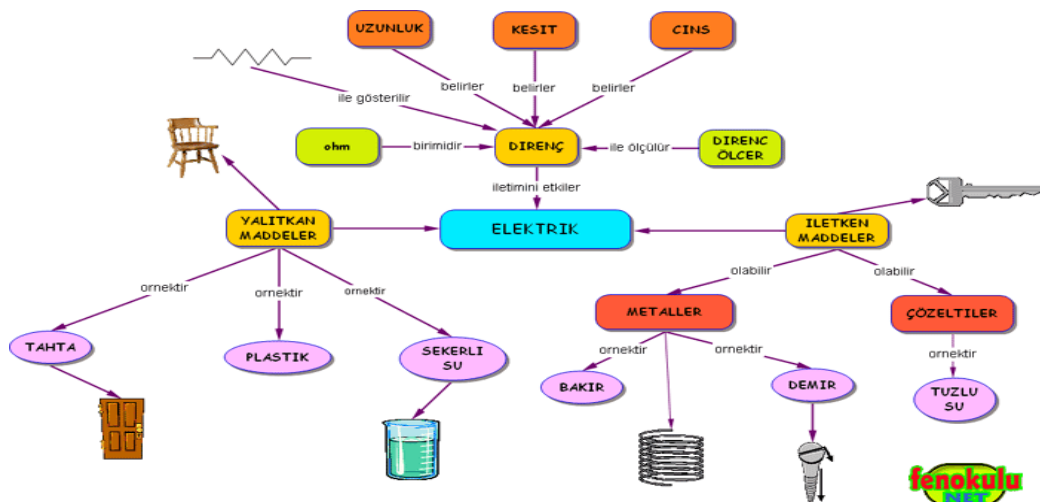 UZUNLUK
KESIT
CINS
belirler
belirler
belirler
ile gösterilir
ohm
birimidir
DIRENÇ
ile ölçülür
DIRENC
ÖLCER
iletimini etkiler
YALITKAN
MADDELER
ELEKTRIK
ILETKEN
MADDELER
olabilir
olabilir
ornektir
ornektir
ornektir
METALLER
ÇÖZELTILER
TAHTA
PLASTIK
SEKERLI
SU
ornektir
ornektir
ornektir
BAKIR
DEMIR
TUZLU
SU
fenokulu
NET